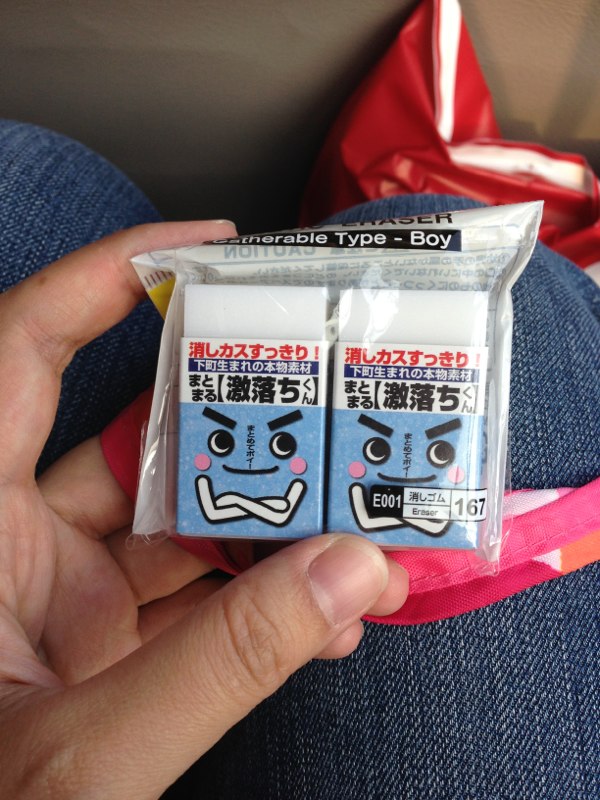 ERASER
Gatherable Type - Boy
CAUTION
消しカスすっきり!
下町生まれの本物素材
まとまる【激落ちくん】
まとめてポイ!
消しカスすっきり!
下町生まれの本物素材
まとまる【激落ちくん】
まとめてポイ!
E001 消しゴム 167
Eraser